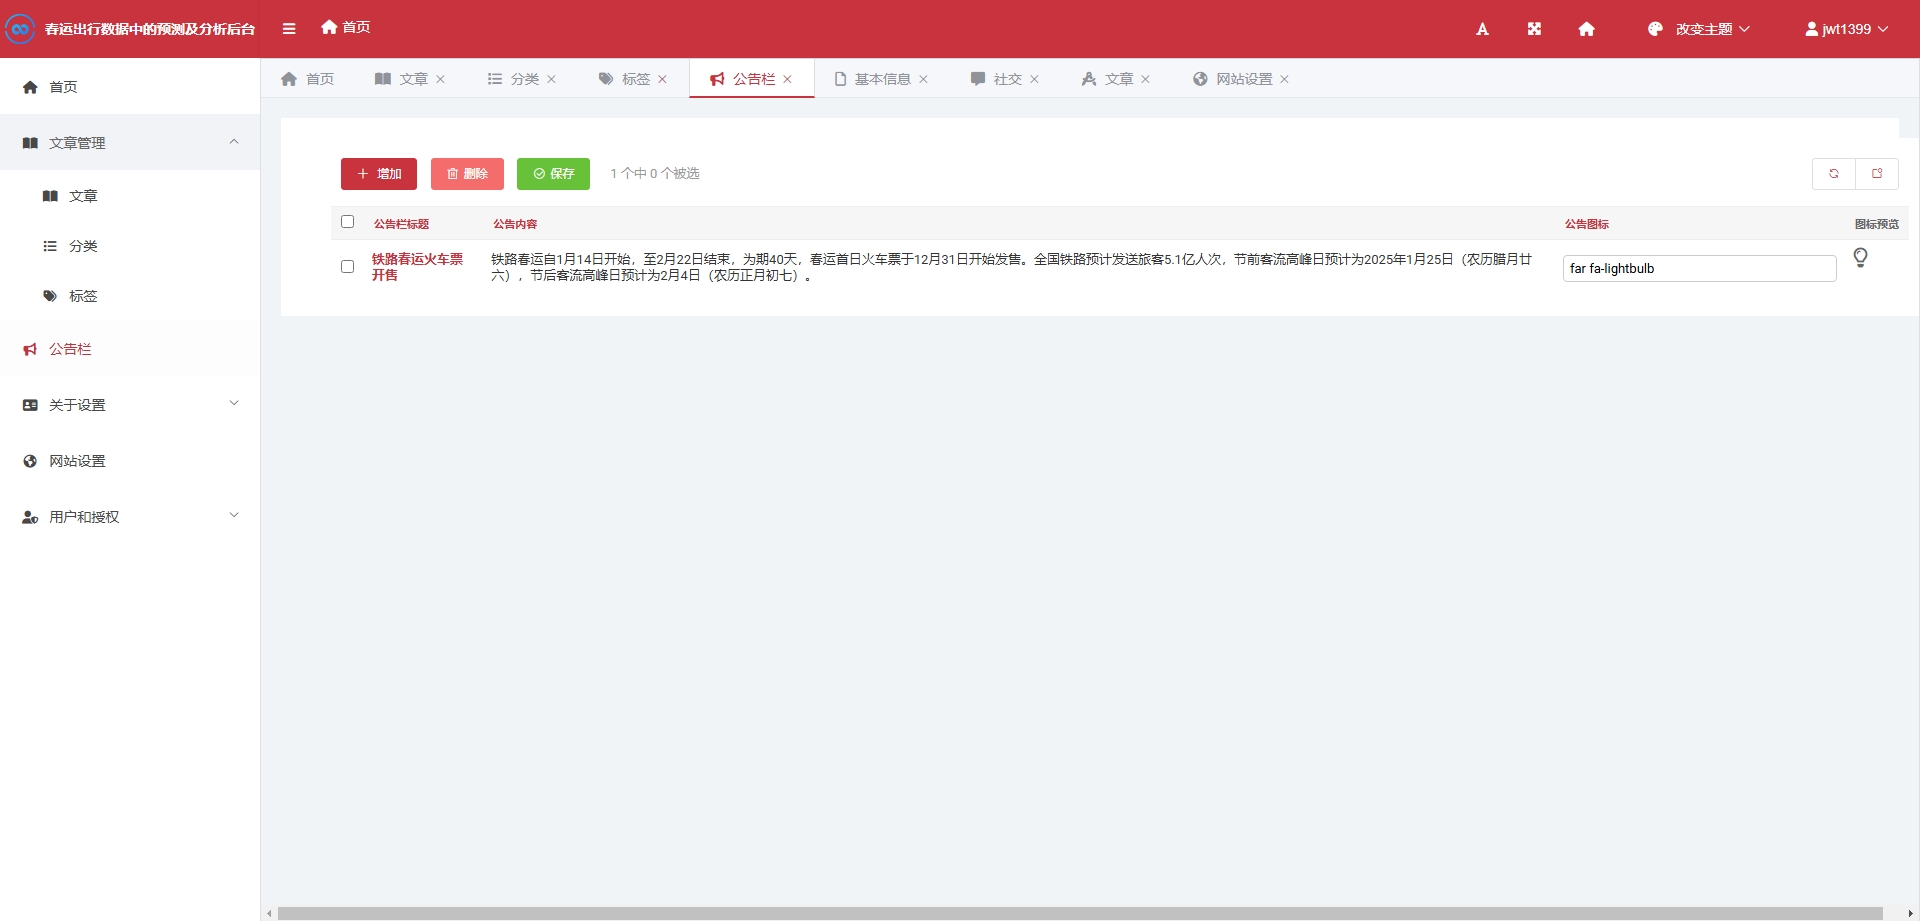 春运出行数据中的预测及分析后台
首页
改变主题
jwt1399
首页
文章
分类
标签
公告栏
基本信息
社交
文章
网站设置
首页
文章管理
文章
分类
标签
公告栏
关于设置
网站设置
用户和授权
增加
删除
保存
1 个中 0 个被选
公告栏标题
公告内容
公告图标
图标预览
铁路春运火车票
开售
铁路春运自1月14日开始，至2月22日结束，为期40天，春运首日火车票于12月31日开始发售。全国铁路预计发送旅客5.1亿人次，节前客流高峰日预计为2025年1月25日（农历腊月廿
六），节后客流高峰日预计为2月4日（农历正月初七）。
far fa-lightbulb